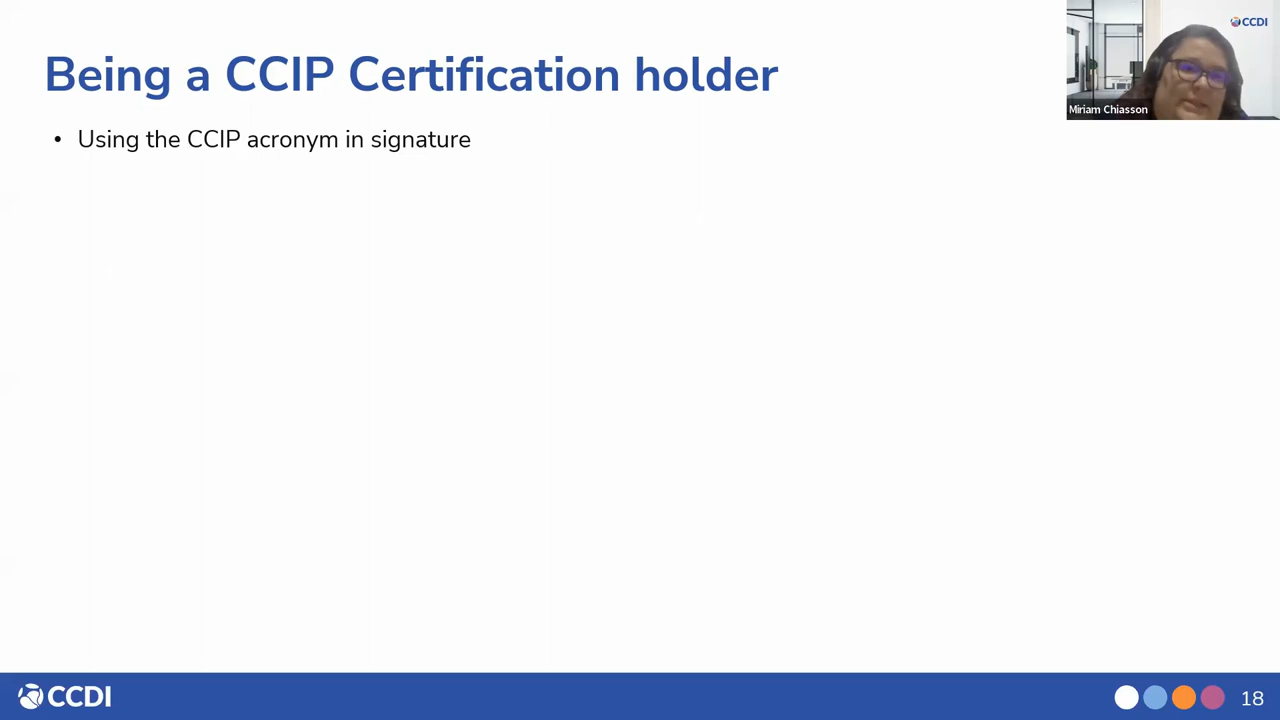 Being a CCIP Certification holder
• Using the CCIP acronym in signature
CCDI
Miriam Chiasson
CCDI
18